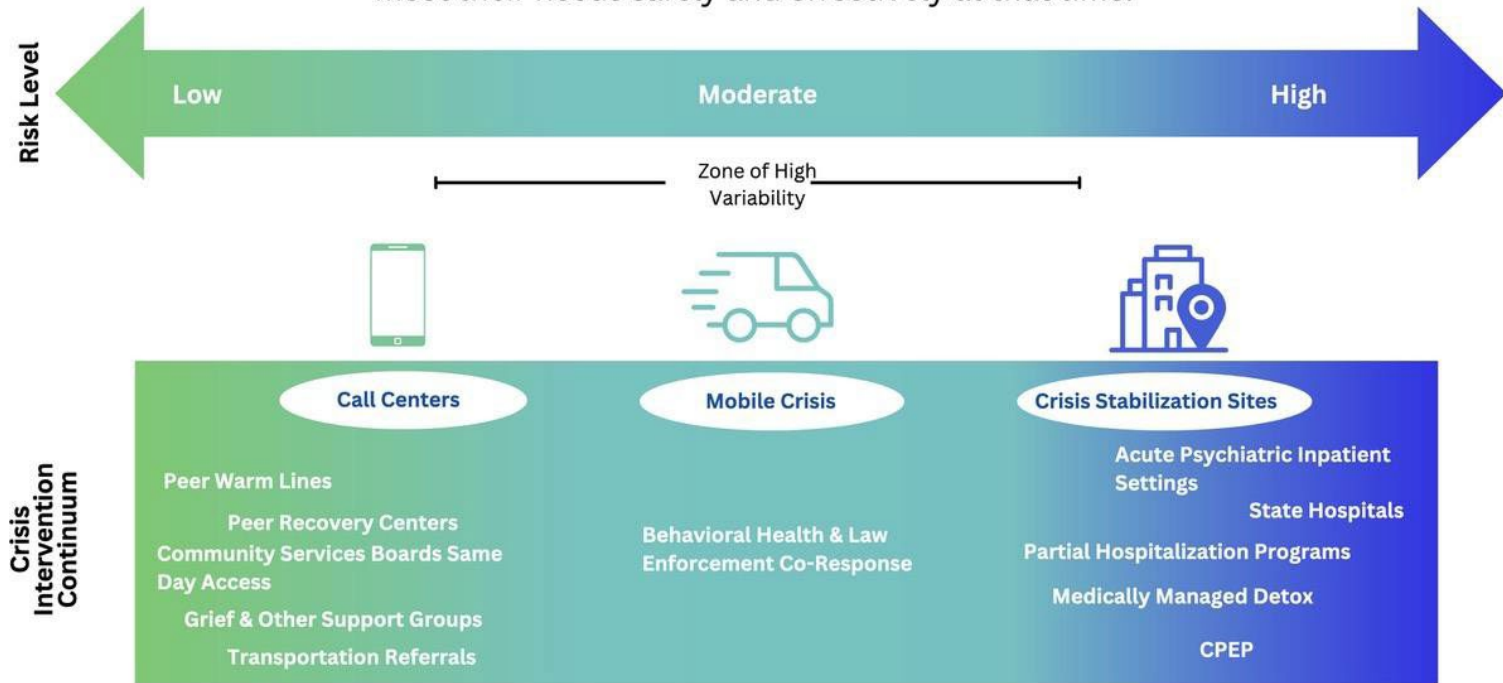 Risk Level
Low
Moderate
High
Zone of High
Variability
Call Centers
Mobile Crisis
Crisis Stabilization Sites
Crisis
Intervention
Continuum
Peer Warm Lines
Peer Recovery Centers
Community Services Boards Same
Day Access
Grief & Other Support Groups
Transportation Referrals
Behavioral Health & Law
Enforcement Co-Response
Acute Psychiatric Inpatient
Settings
State Hospitals
Partial Hospitalization Programs
Medically Managed Detox
CPEP